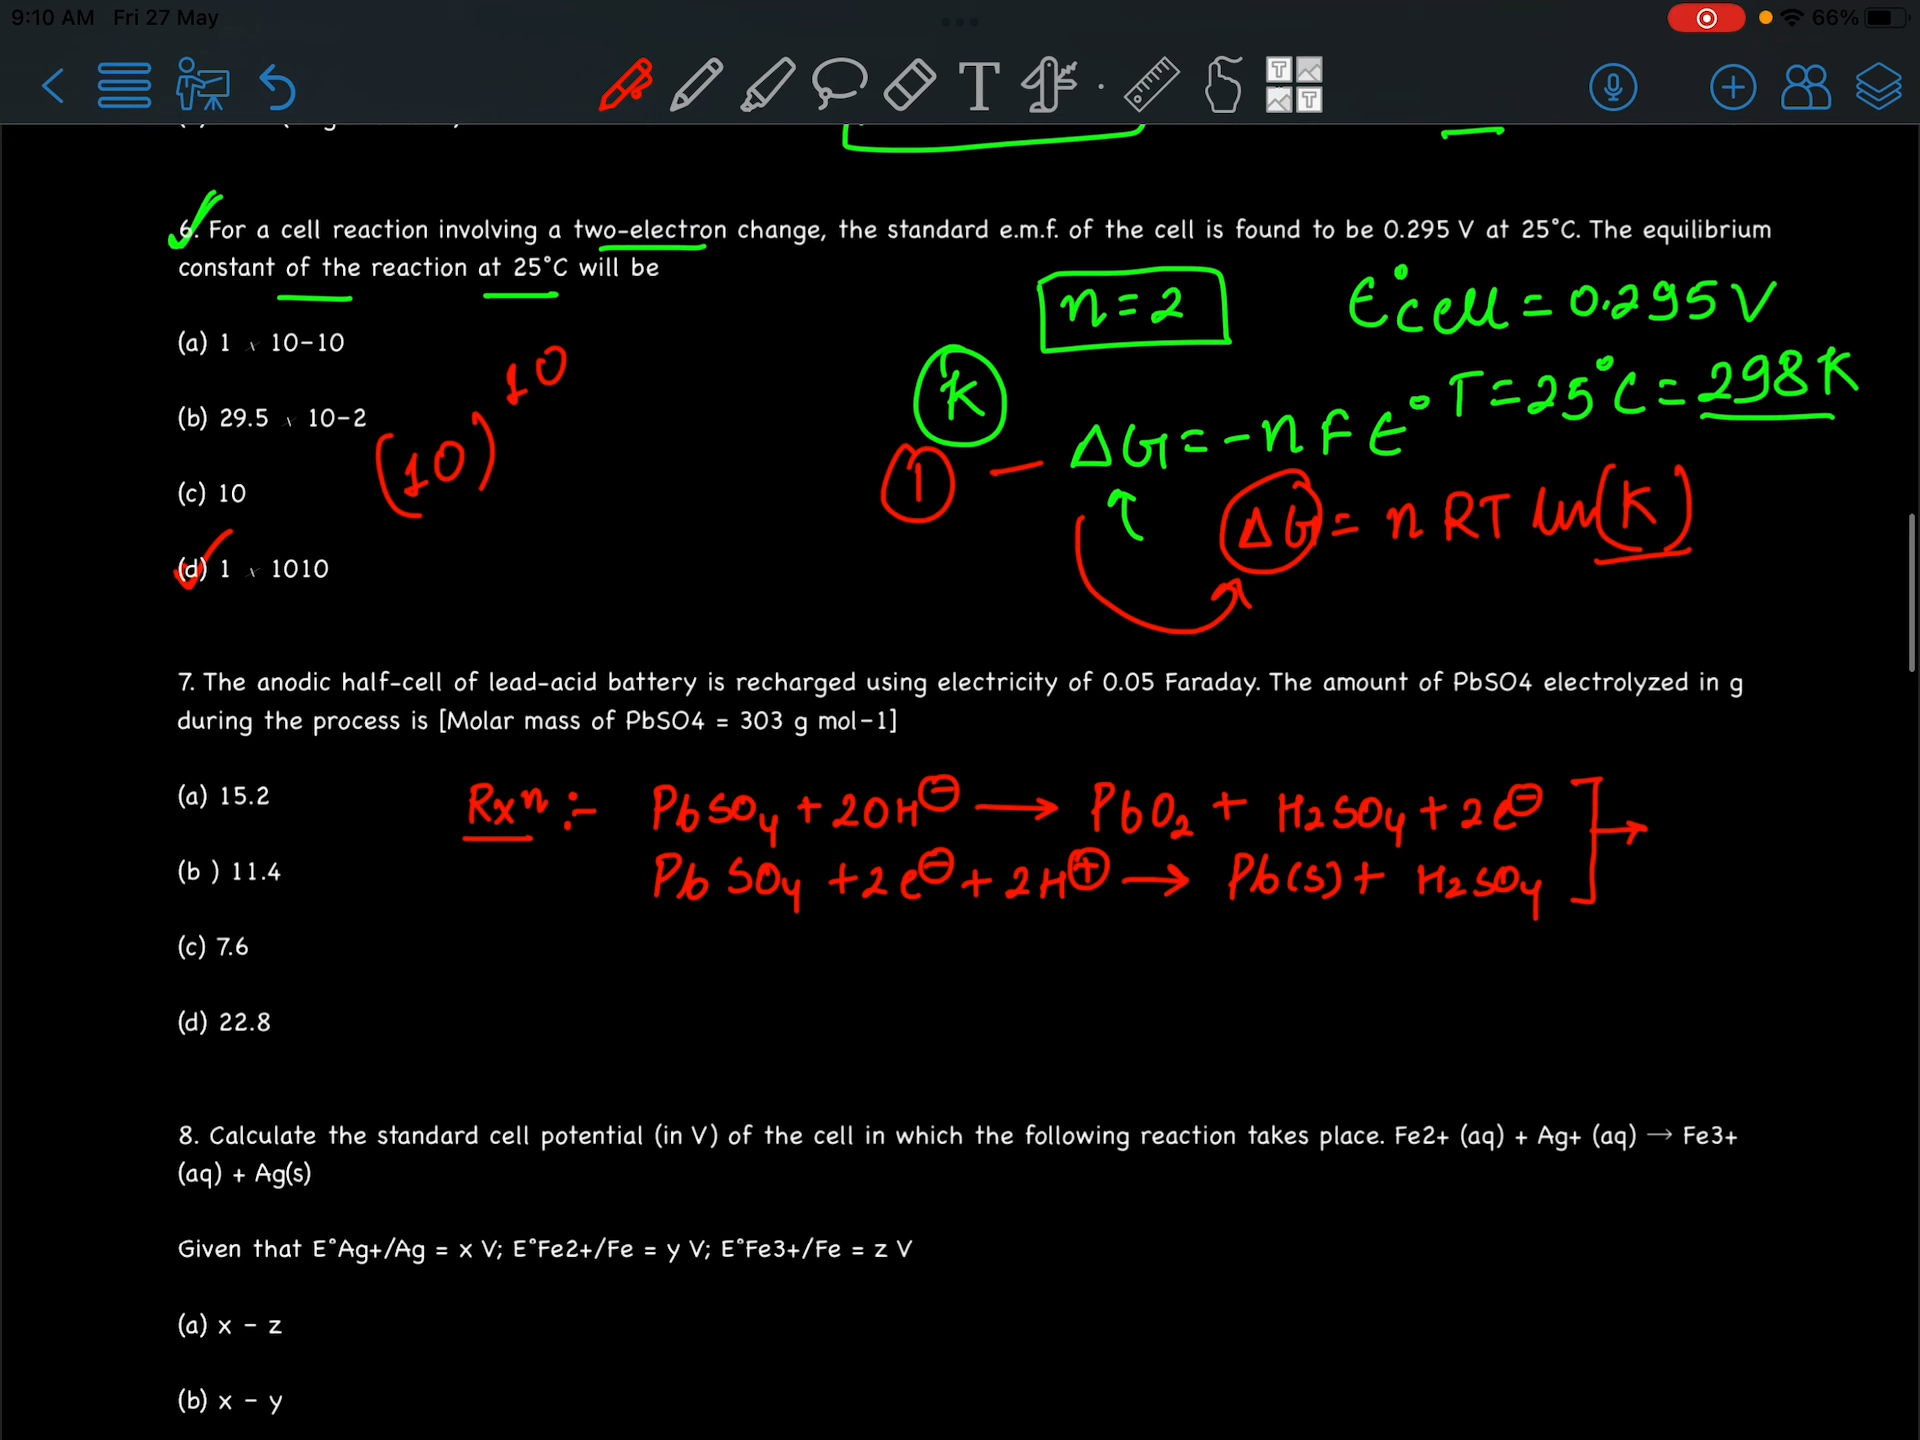 9:10 AM Fri 27 May
66%
6. For a cell reaction involving a two-electron change, the standard e.m.f. of the cell is found to be 0.295 V at 25°C. The equilibrium
constant of the reaction at 25°C will be
n = 2
E°cell = 0.295 V
(a) 1 × 10-10
(10)^10
K
T = 25°C = 298 K
(b) 29.5 × 10-2
① — ΔG = -nFE°
(c) 10
ΔG = nRT ln(K)
(d) 1 × 1010
7. The anodic half-cell of lead-acid battery is recharged using electricity of 0.05 Faraday. The amount of PbSO4 electrolyzed in g
during the process is [Molar mass of PbSO4 = 303 g mol-1]
(a) 15.2
Rxn :- PbSO4 + 2OH⊖ → PbO2 + H2SO4 + 2e⊖
(b ) 11.4
PbSO4 + 2e⊖ + 2H⊕ → Pb(s) + H2SO4
(c) 7.6
(d) 22.8
8. Calculate the standard cell potential (in V) of the cell in which the following reaction takes place. Fe2+ (aq) + Ag+ (aq) → Fe3+
(aq) + Ag(s)
Given that E°Ag+/Ag = x V; E°Fe2+/Fe = y V; E°Fe3+/Fe = z V
(a) x - z
(b) x - y